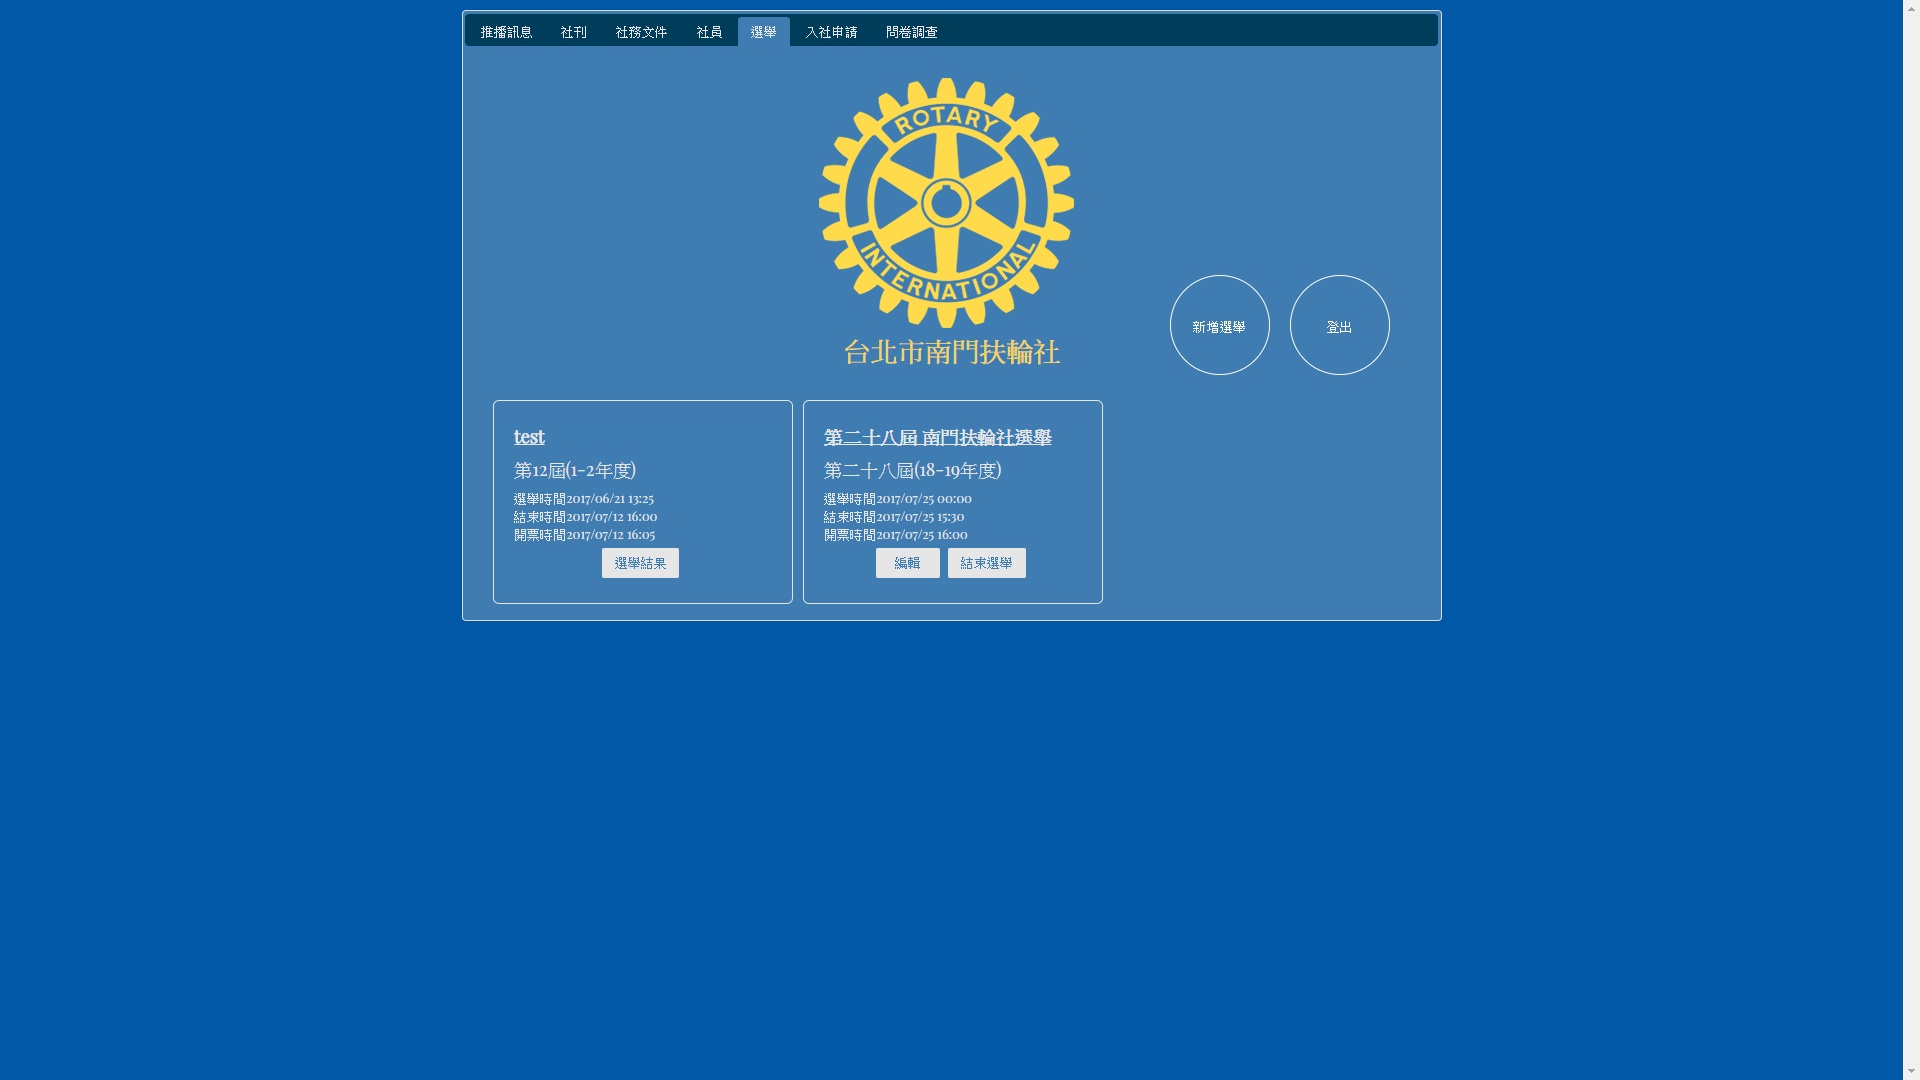 推播訊息 社刊 社務文件 社員 選舉 入社申請 問卷調查
ROTARY
INTERNATIONAL
台北市南門扶輪社
新增選舉
登出
test
第12屆(1-2年度)
選舉時間2017/06/21 13:25
結束時間2017/07/12 16:00
開票時間2017/07/12 16:05
選舉結果
第二十八屆 南門扶輪社選舉
第二十八屆(18-19年度)
選舉時間2017/07/25 00:00
結束時間2017/07/25 15:30
開票時間2017/07/25 16:00
編輯 結束選舉